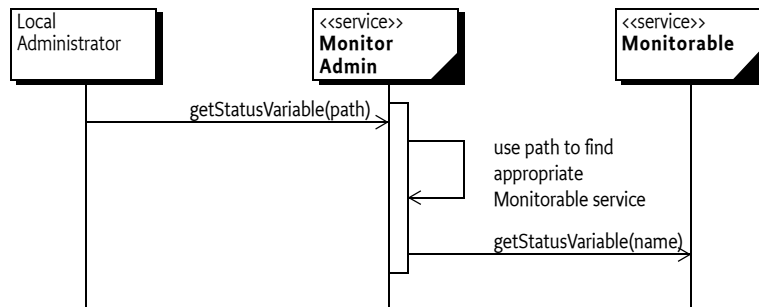 Local
Administrator
<<service>>
Monitor
Admin
<<service>>
Monitorable
getStatusVariable(path)
use path to find
appropriate
Monitorable service
getStatusVariable(name)